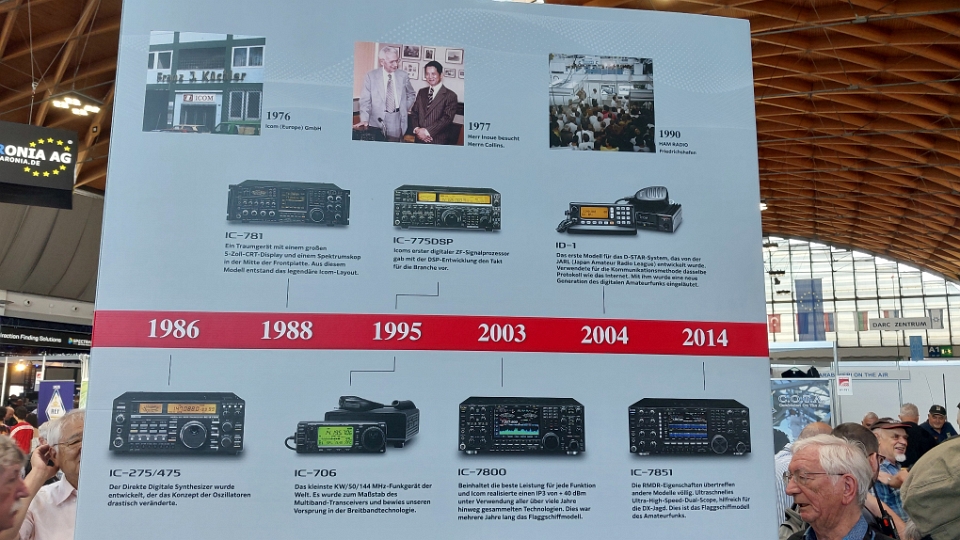 Franz J. Küchler
ICOM
1976
Icom (Europe) GmbH
1977
Herr Inoue besucht
Herrn Collins.
1990
HAM RADIO
Friedrichshafen
RONIA AG
ARONIA.DE
IC-781
Ein Traumgerät mit einem großen
5-Zoll-CRT-Display und einem Spektrumskop
in der Mitte der Frontplatte. Aus diesem
Modell entstand das legendäre Icom-Layout.
IC-775DSP
Icoms erster digitaler ZF-Signalprozessor
gab mit der DSP-Entwicklung den Takt
für die Branche vor.
ID-1
Das erste Modell für das D-STAR-System, das von der
JARL (Japan Amateur Radio League) entwickelt wurde.
Verwendete für die Kommunikationsmethode dasselbe
Protokoll wie das Internet. Mit ihm wurde eine neue
Generation des digitalen Amateurfunks eingeläutet.
1986 1988 1995 2003 2004 2014
irection Finding Solutions
DARC ZENTRUM
A1
ON THE AIR
IC-275/475
Der Direkte Digitale Synthesizer wurde
entwickelt, der das Konzept der Oszillatoren
drastisch veränderte.
IC-706
Das kleinste KW/50/144 MHz-Funkgerät der
Welt. Es wurde zum Maßstab des
Multiband-Transceivers und bewies unseren
Vorsprung in der Breitbandtechnologie.
IC-7800
Beinhaltet die beste Leistung für jede Funktion
und Icom realisierte einen IP3 von + 40 dBm
unter Verwendung aller über viele Jahre
hinweg gesammelten Technologien. Dies war
mehrere Jahre lang das Flaggschiffmodell.
IC-7851
Die RMDR-Eigenschaften übertreffen
andere Modelle völlig. Ultraschnelles
Ultra-High-Speed-Dual-Scope, hilfreich für
die DX-Jagd. Dies ist das Flaggschiffmodell
des Amateurfunks.